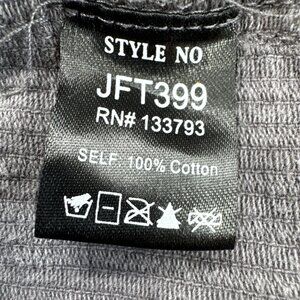 STYLE NO
JFT399
RN# 133793
SELF. 100% Cotton